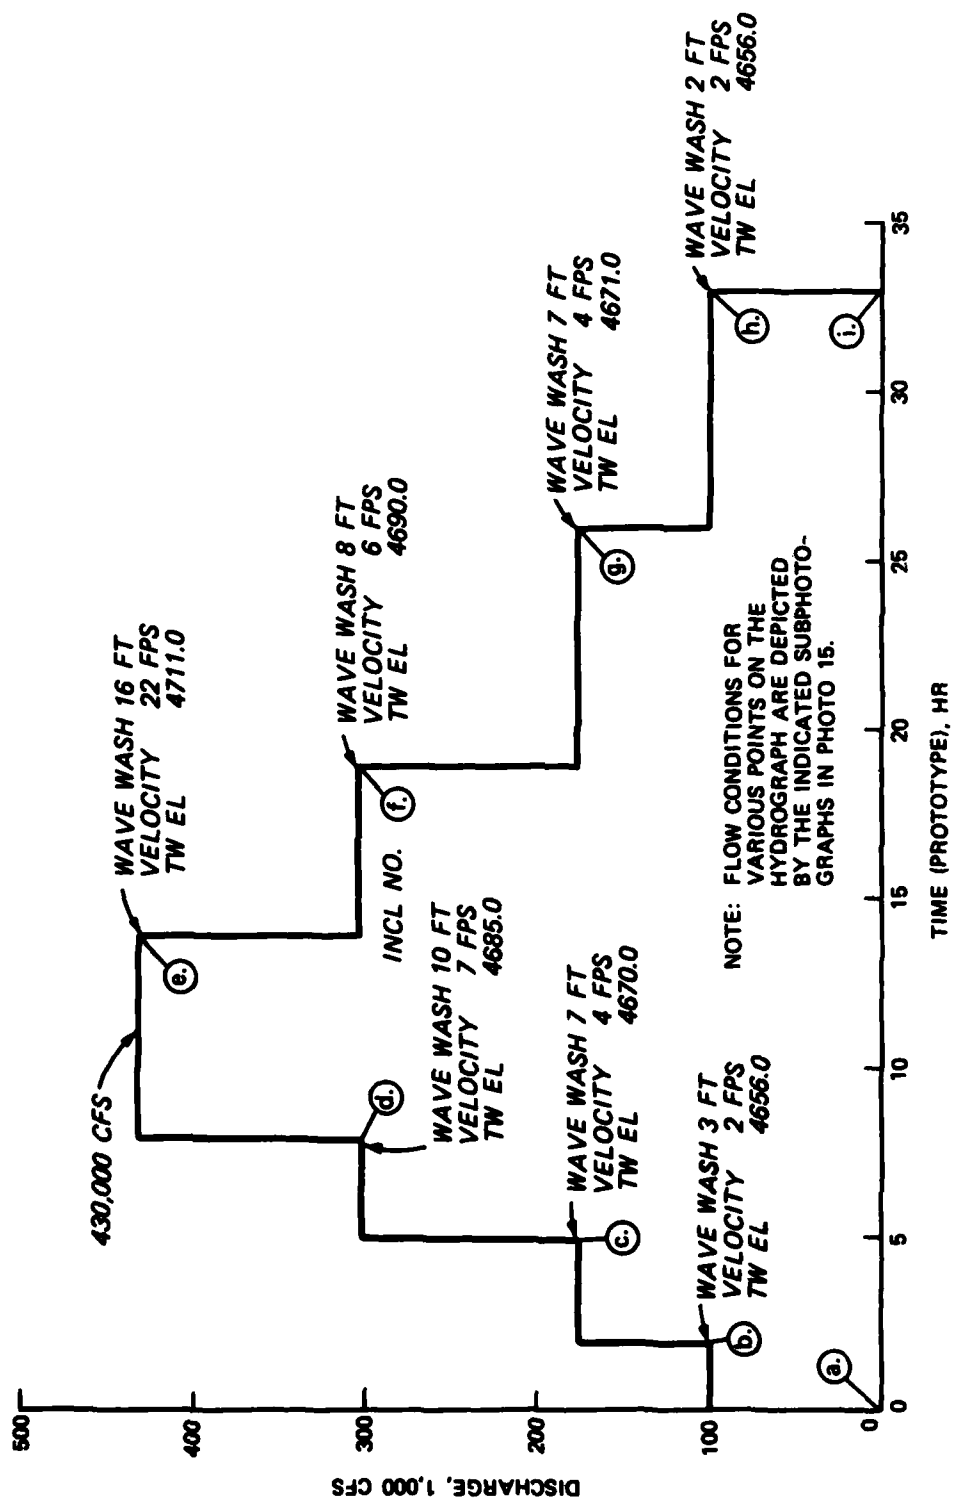 500
400
300
200
100
0
DISCHARGE, 1,000 CFS
0
5
10
15
20
25
30
35
TIME (PROTOTYPE), HR
430,000 CFS
WAVE WASH 16 FT
VELOCITY 22 FPS
TW EL 4711.0
WAVE WASH 8 FT
VELOCITY 6 FPS
TW EL 4690.0
INCL NO.
WAVE WASH 10 FT
VELOCITY 7 FPS
TW EL 4685.0
WAVE WASH 7 FT
VELOCITY 4 FPS
TW EL 4670.0
WAVE WASH 3 FT
VELOCITY 2 FPS
TW EL 4656.0
WAVE WASH 7 FT
VELOCITY 4 FPS
TW EL 4671.0
WAVE WASH 2 FT
VELOCITY 2 FPS
TW EL 4656.0
a.
b.
c.
d.
e.
f.
g.
h.
i.
NOTE: FLOW CONDITIONS FOR
VARIOUS POINTS ON THE
HYDROGRAPH ARE DEPICTED
BY THE INDICATED SUBPHOTO-
GRAPHS IN PHOTO 15.